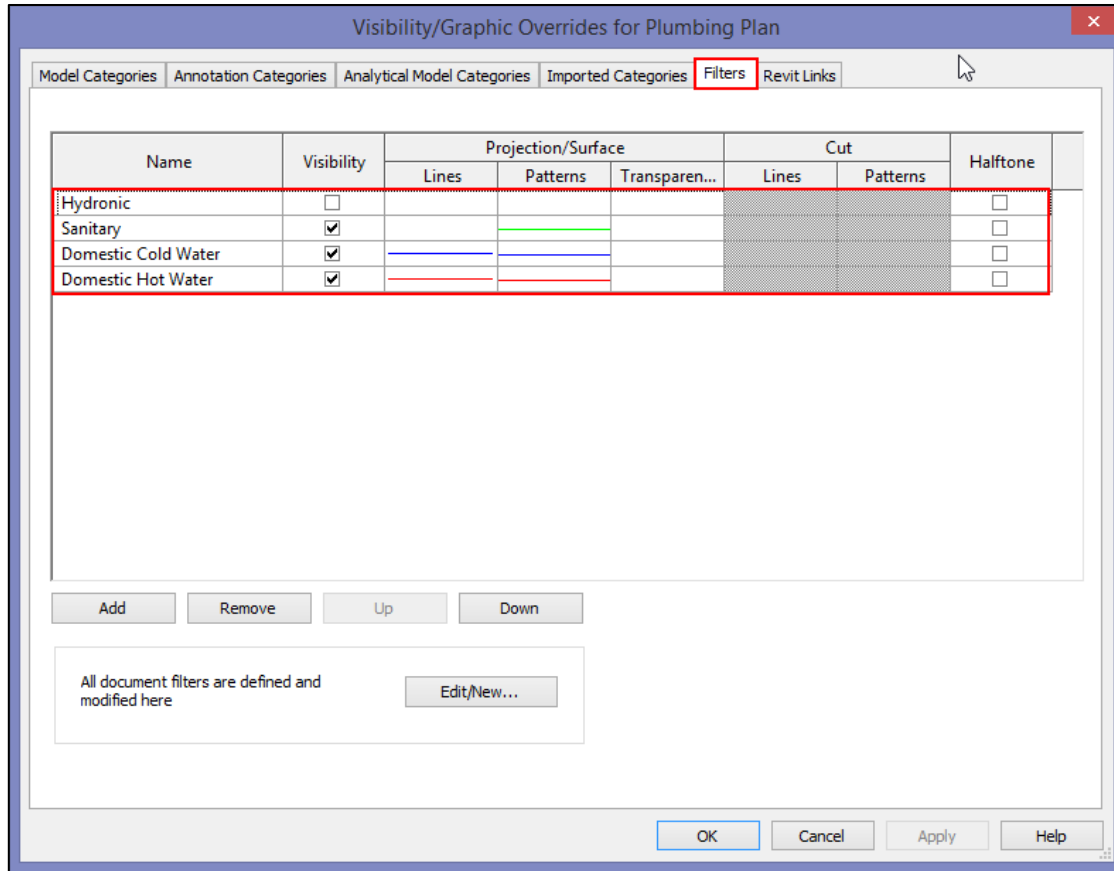 Visibility/Graphic Overrides for Plumbing Plan
Model Categories Annotation Categories Analytical Model Categories Imported Categories Filters Revit Links
Name Visibility Projection/Surface Cut Halftone
Lines Patterns Transparen... Lines Patterns
Hydronic
Sanitary
Domestic Cold Water
Domestic Hot Water
Add Remove Up Down
All document filters are defined and
modified here
Edit/New...
OK Cancel Apply Help